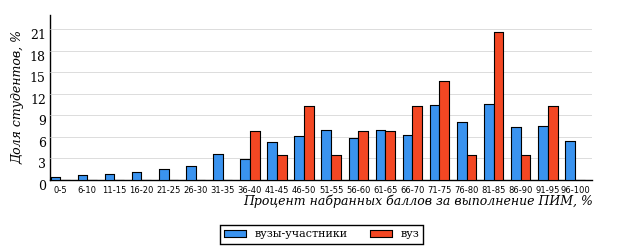 Доля студентов, %
21
18
15
12
9
6
3
0
0-5 6-10 11-15 16-20 21-25 26-30 31-35 36-40 41-45 46-50 51-55 56-60 61-65 66-70 71-75 76-80 81-85 86-90 91-95 96-100
Процент набранных баллов за выполнение ПИМ, %
вузы-участники вуз